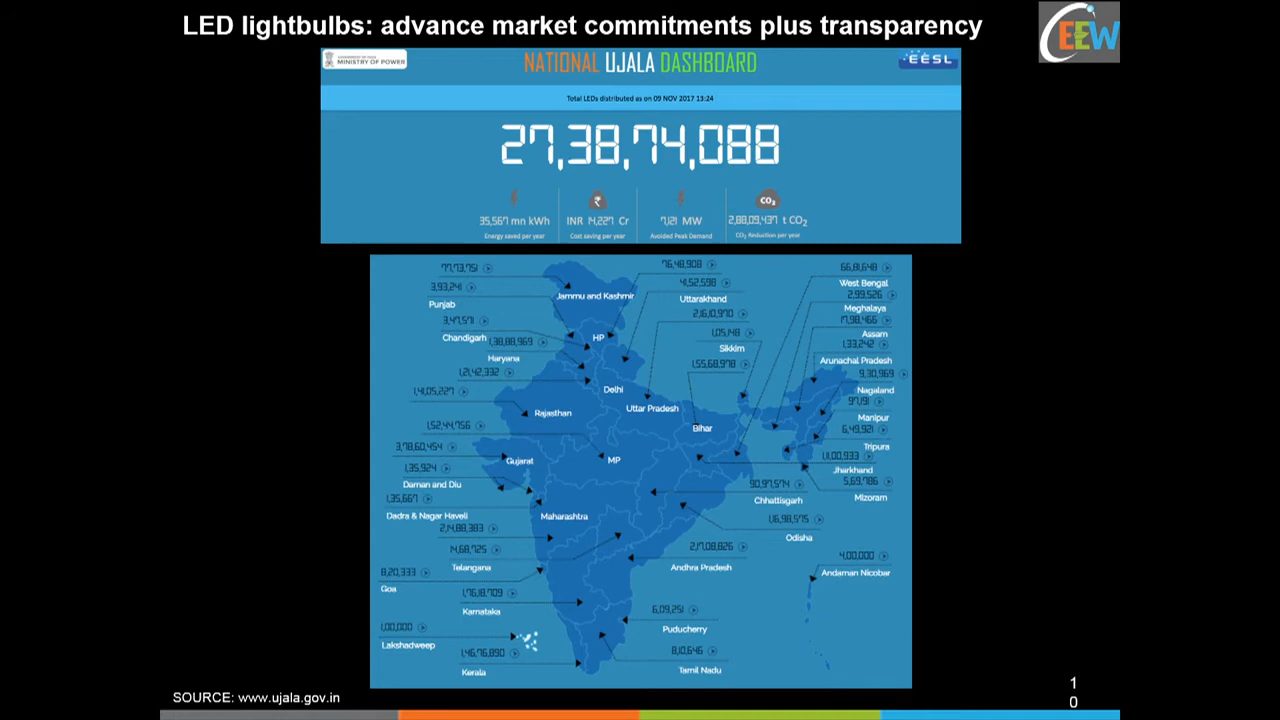 LED lightbulbs: advance market commitments plus transparency
CEEW
GOVERNMENT OF INDIA
MINISTRY OF POWER
NATIONAL UJALA DASHBOARD
EESL
Total LEDs distributed as on 09 NOV 2017 13:24
27,38,74,088
CO₂
35,567 mn kWh
Energy saved per year
INR 14,227 Cr
Cost saving per year
7,121 MW
Avoided Peak Demand
2,88,09,437 t CO₂
CO₂ Reduction per year
77,73,751
Jammu and Kashmir
3,93,241
Punjab
3,47,571
Chandigarh
1,38,88,969
Haryana
1,21,42,332
1,41,05,227
Rajasthan
1,52,44,756
MP
3,78,60,454
Gujarat
1,35,924
Daman and Diu
1,35,667
Dadra & Nagar Haveli
2,14,88,383
Maharashtra
14,68,725
Telangana
8,20,333
Goa
1,76,18,709
Karnataka
1,00,000
Lakshadweep
1,46,76,890
Kerala
76,48,908
HP
41,52,598
Uttarakhand
2,16,10,970
Uttar Pradesh
1,05,148
Sikkim
1,55,68,978
Bihar
Delhi
66,81,648
West Bengal
2,99,526
Meghalaya
17,98,466
Assam
1,33,242
Arunachal Pradesh
9,30,969
Nagaland
97,191
Manipur
6,49,921
Tripura
1,11,00,933
Jharkhand
5,69,786
Mizoram
90,97,574
Chhattisgarh
1,16,98,575
Odisha
2,17,08,826
Andhra Pradesh
4,00,000
Andaman Nicobar
6,09,251
Puducherry
8,10,646
Tamil Nadu
SOURCE: www.ujala.gov.in
1
0